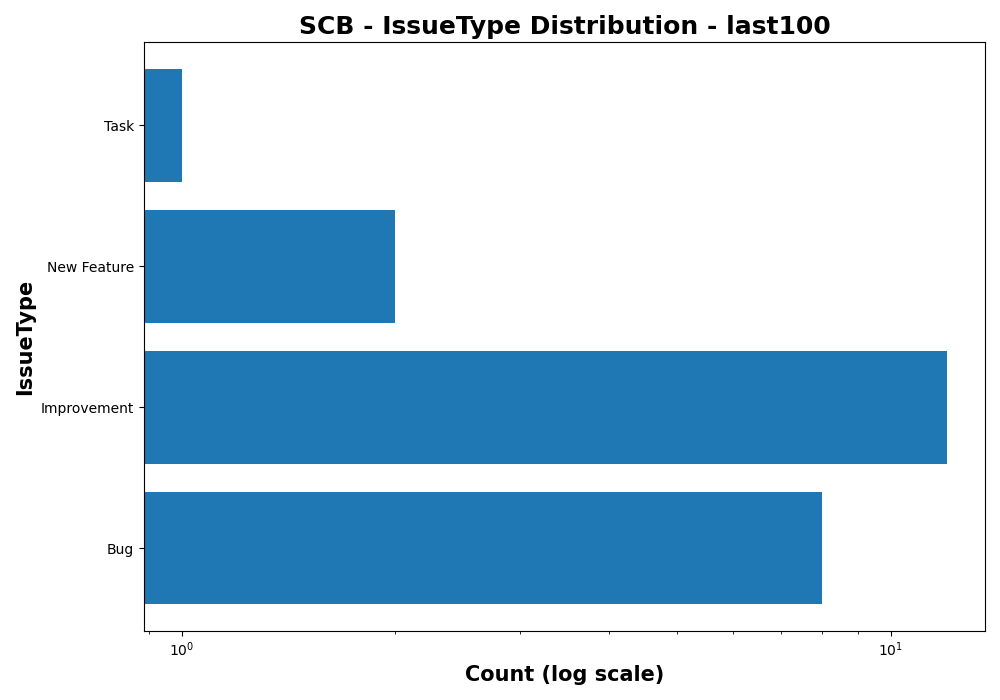 SCB - IssueType Distribution - last100
Task
New Feature
Improvement
Bug
IssueType
10^0
10^1
Count (log scale)